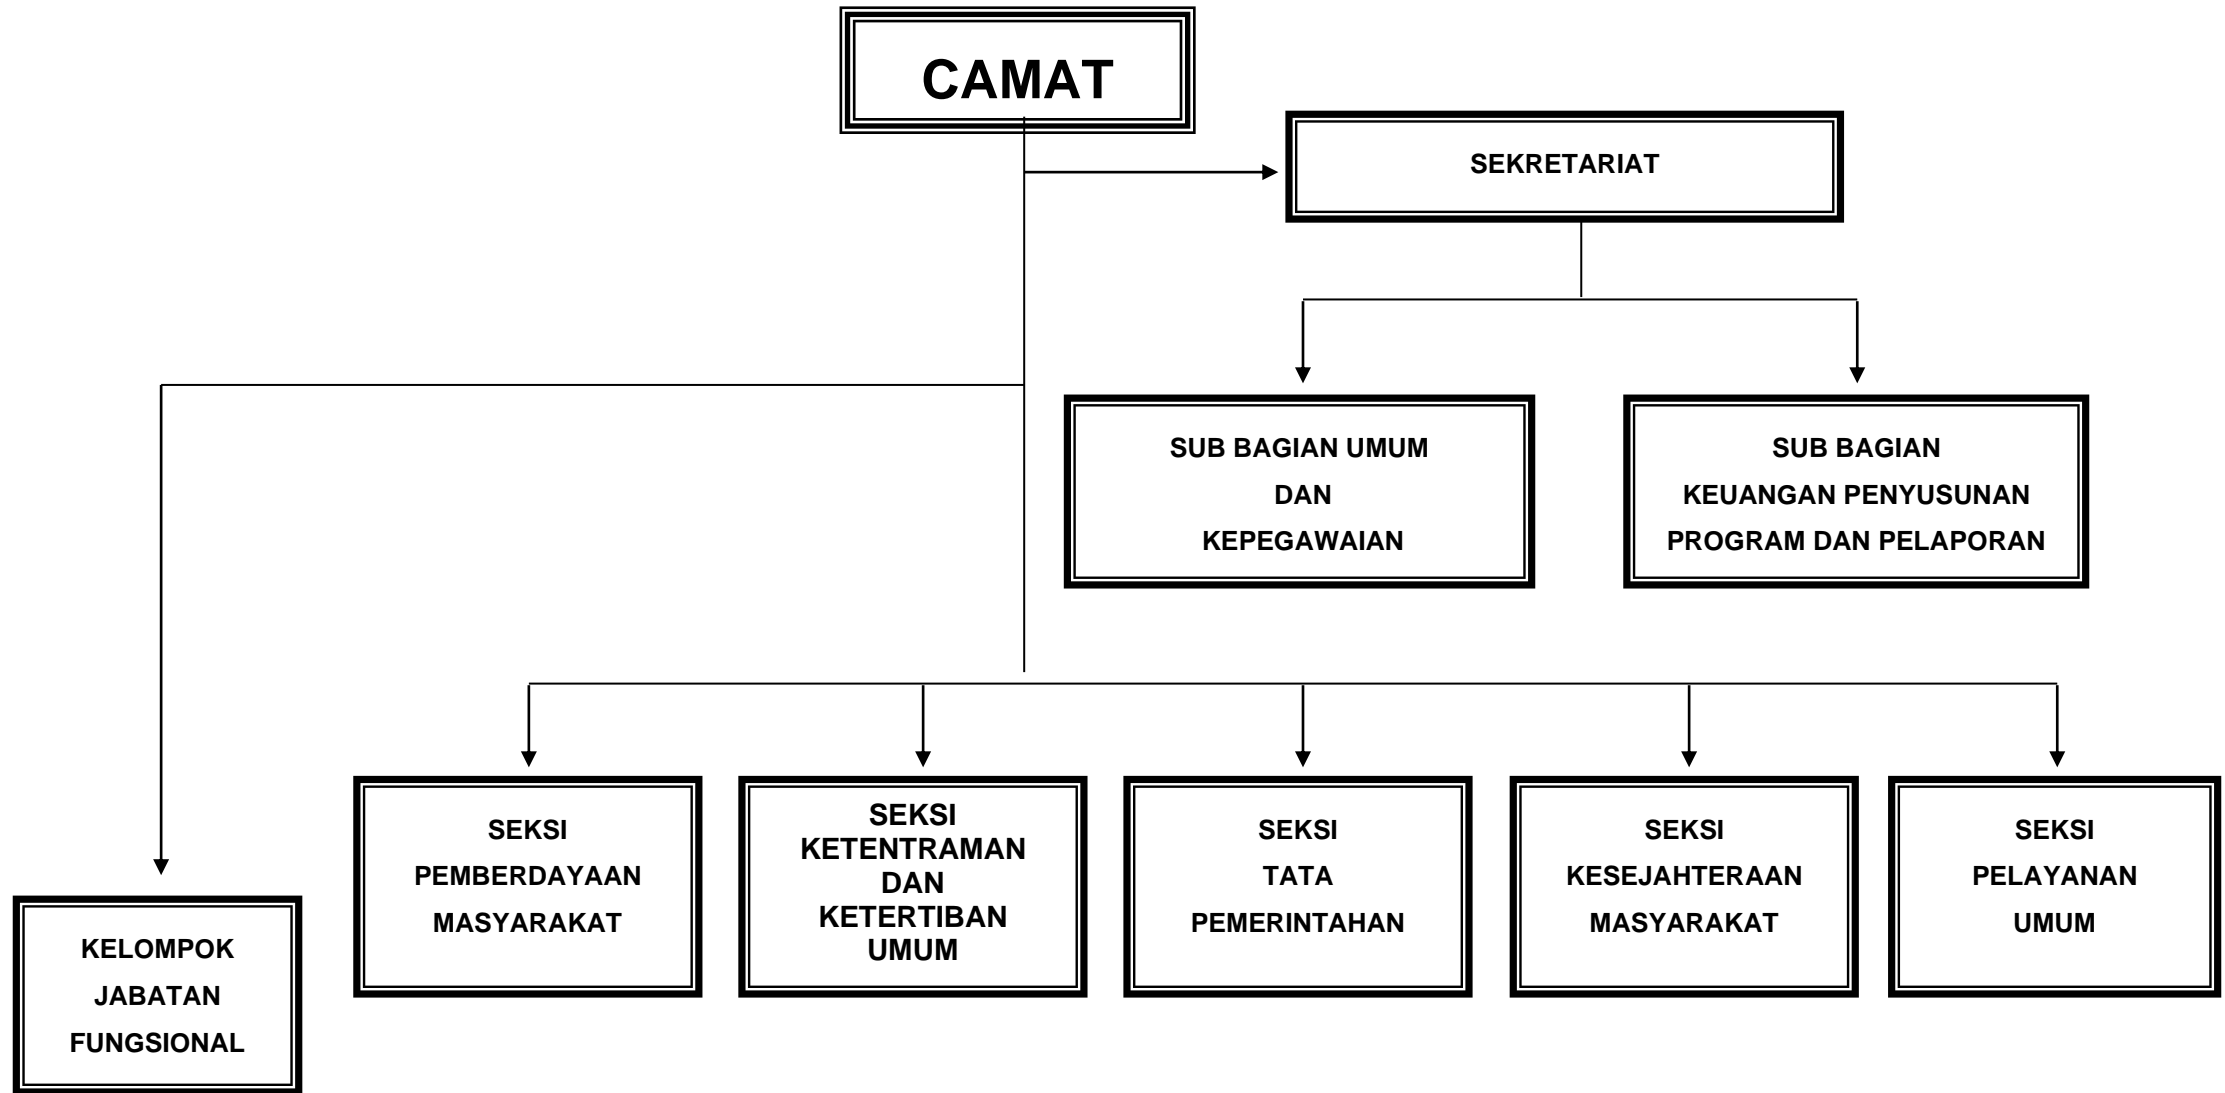 CAMAT
SEKRETARIAT
SUB BAGIAN UMUM
DAN
KEPEGAWAIAN
SUB BAGIAN
KEUANGAN PENYUSUNAN
PROGRAM DAN PELAPORAN
KELOMPOK
JABATAN
FUNGSIONAL
SEKSI
PEMBERDAYAAN
MASYARAKAT
SEKSI
KETENTRAMAN
DAN
KETERTIBAN
UMUM
SEKSI
TATA
PEMERINTAHAN
SEKSI
KESEJAHTERAAN
MASYARAKAT
SEKSI
PELAYANAN
UMUM